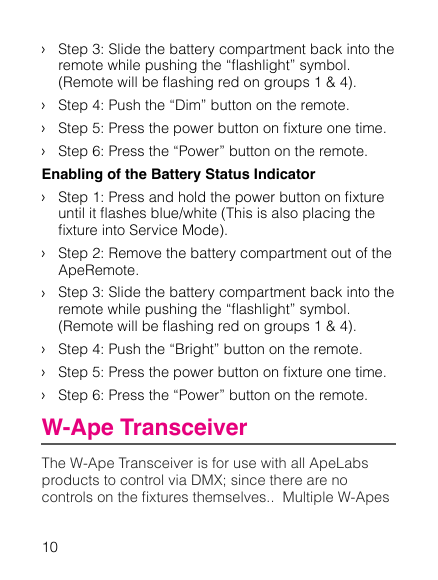 › Step 3: Slide the battery compartment back into the
remote while pushing the “flashlight” symbol.
(Remote will be flashing red on groups 1 & 4).
› Step 4: Push the “Dim” button on the remote.
› Step 5: Press the power button on fixture one time.
› Step 6: Press the “Power” button on the remote.
Enabling of the Battery Status Indicator
› Step 1: Press and hold the power button on fixture
until it flashes blue/white (This is also placing the
fixture into Service Mode).
› Step 2: Remove the battery compartment out of the
ApeRemote.
› Step 3: Slide the battery compartment back into the
remote while pushing the “flashlight” symbol.
(Remote will be flashing red on groups 1 & 4).
› Step 4: Push the “Bright” button on the remote.
› Step 5: Press the power button on fixture one time.
› Step 6: Press the “Power” button on the remote.
W-Ape Transceiver
The W-Ape Transceiver is for use with all ApeLabs
products to control via DMX; since there are no
controls on the fixtures themselves..  Multiple W-Apes
10